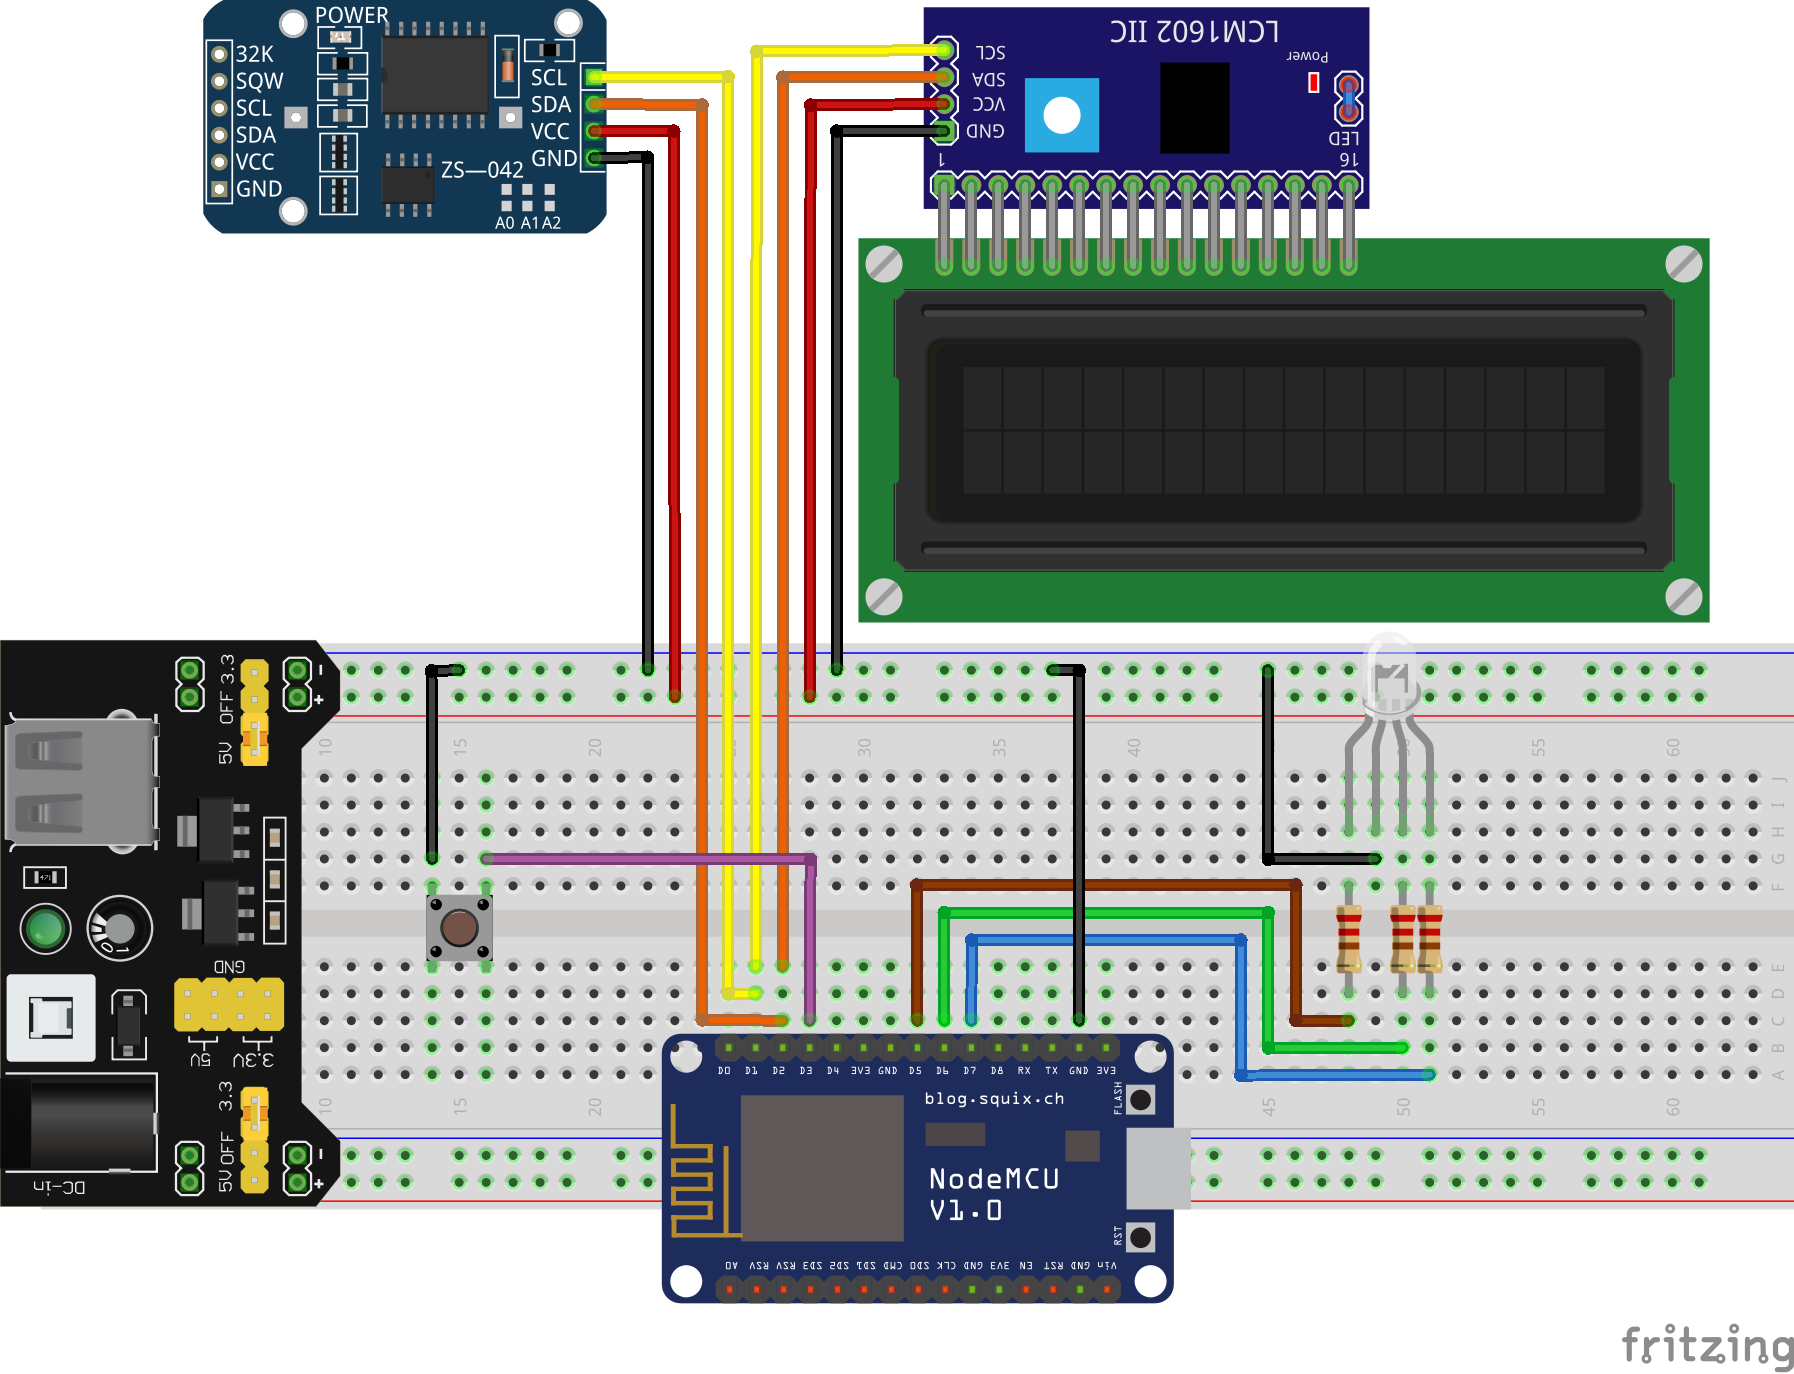 POWER
32K
SQW
SCL
SDA
VCC
GND
SCL
SDA
VCC
GND
ZS—042
A0 A1 A2
LCM1602 IIC
SCL
SDA
VCC
GND
Power
LED
1
16
3.3
OFF
5V
-
+
471
10
GND
5V
3.3V
3.3
OFF
5V
-
+
DC-in
10 15 20 30 35 40 50 55 60
J
I
H
G
F
E
D
C
B
A
10 15 20 45 50 55 60
D0 D1 D2 D3 D4 3V3 GND D5 D6 D7 D8 RX TX GND 3V3
blog.squix.ch
FLASH
NodeMCU
V1.0
RST
A0 RSV RSV SD3 SD2 SD1 CMD SD0 CLK GND 3V3 EN RST GND Vin
fritzing